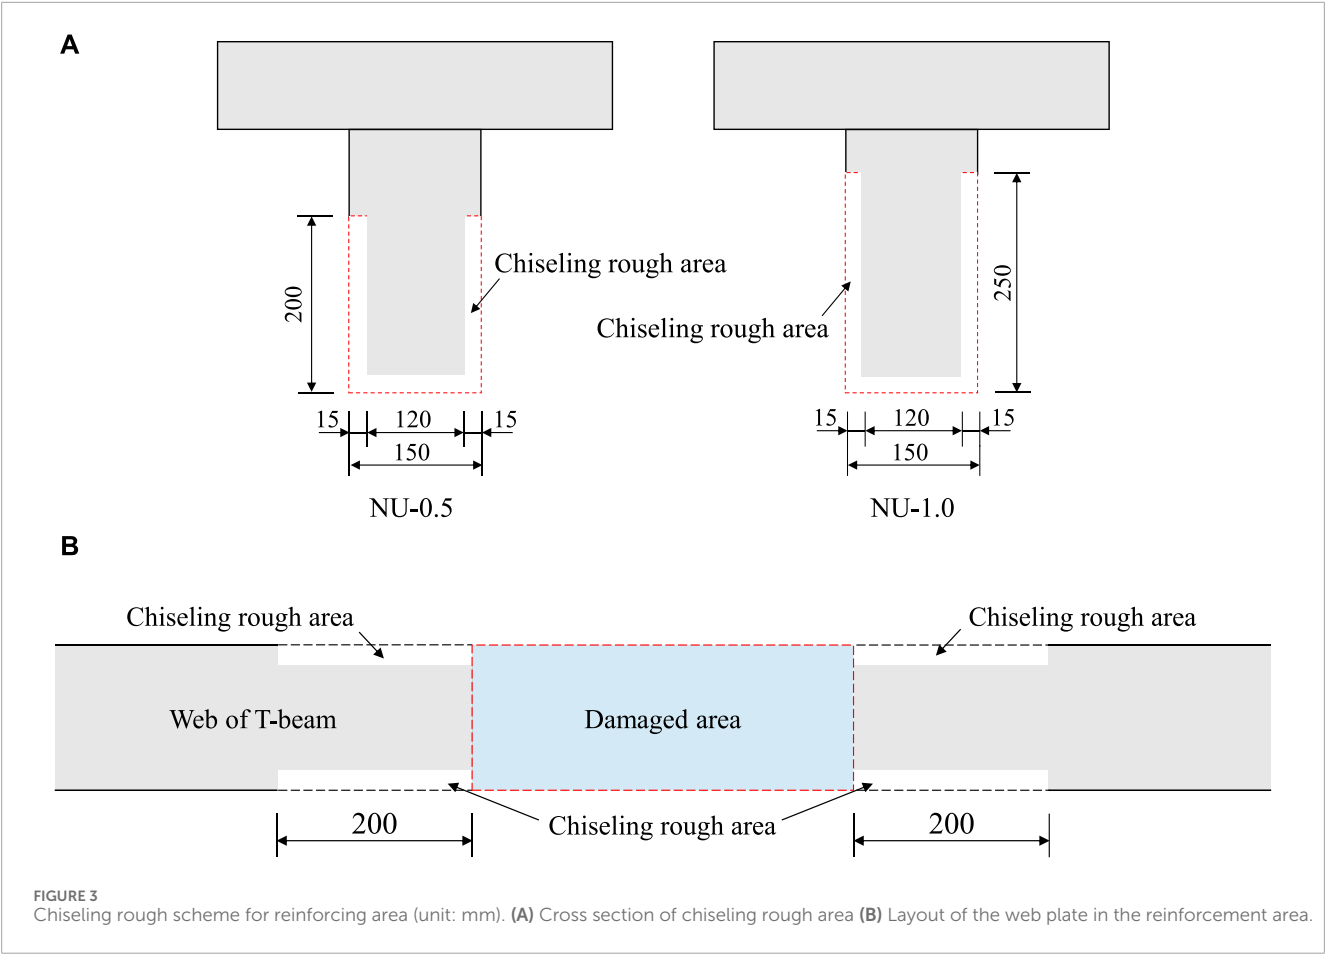 A
Chiseling rough area
200
15
120
15
150
NU-0.5
Chiseling rough area
250
15
120
15
150
NU-1.0
B
Chiseling rough area
Chiseling rough area
Web of T-beam
Damaged area
200
Chiseling rough area
200
FIGURE 3
Chiseling rough scheme for reinforcing area (unit: mm). (A) Cross section of chiseling rough area (B) Layout of the web plate in the reinforcement area.